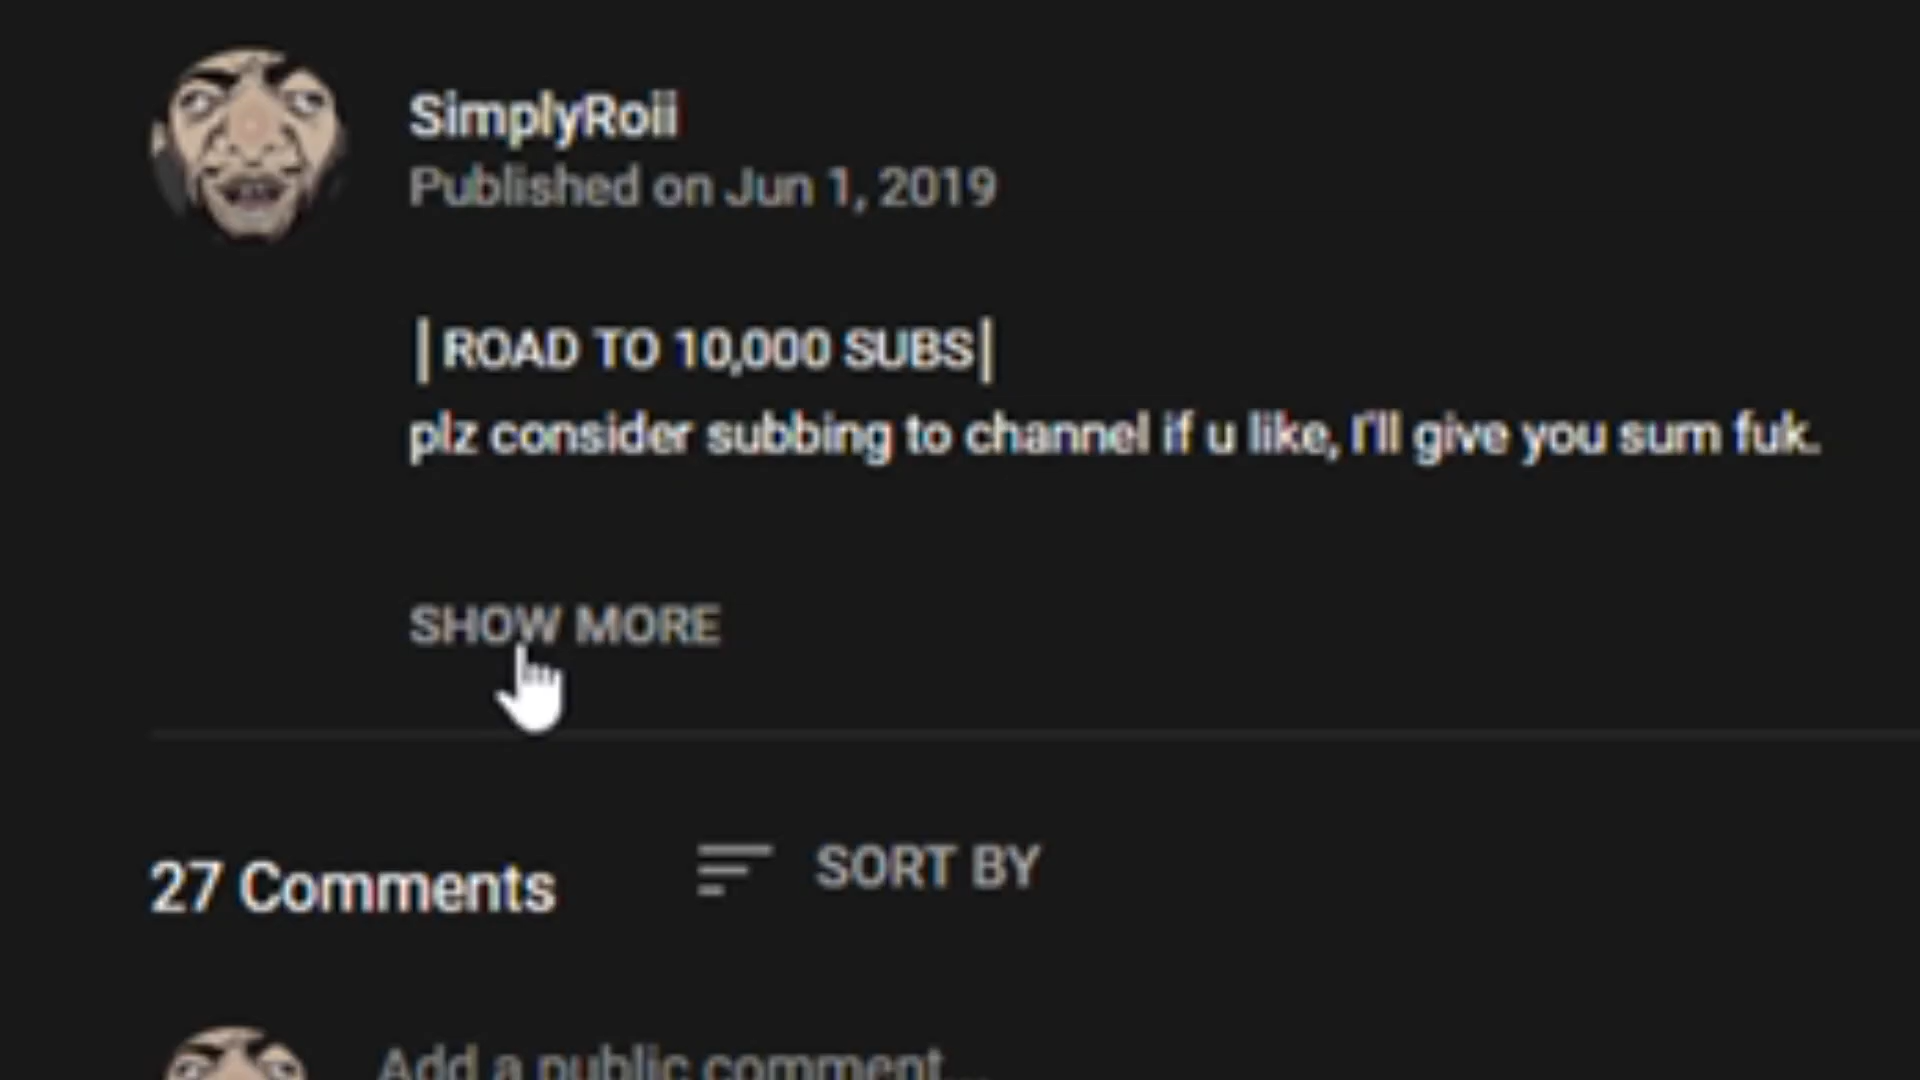 SimplyRoii
Published on Jun 1, 2019
| ROAD TO 10,000 SUBS|
plz consider subbing to channel if u like, I'll give you sum fuk.
SHOW MORE
27 Comments
SORT BY
Add a public comment...